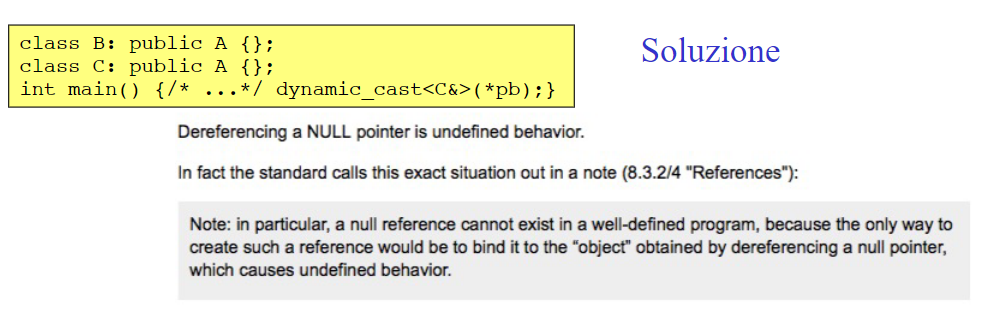 class B: public A {};
class C: public A {};
int main() {/* ...*/ dynamic_cast<C&>(*pb);}
Soluzione
Dereferencing a NULL pointer is undefined behavior.
In fact the standard calls this exact situation out in a note (8.3.2/4 "References"):
Note: in particular, a null reference cannot exist in a well-defined program, because the only way to
create such a reference would be to bind it to the “object” obtained by dereferencing a null pointer,
which causes undefined behavior.